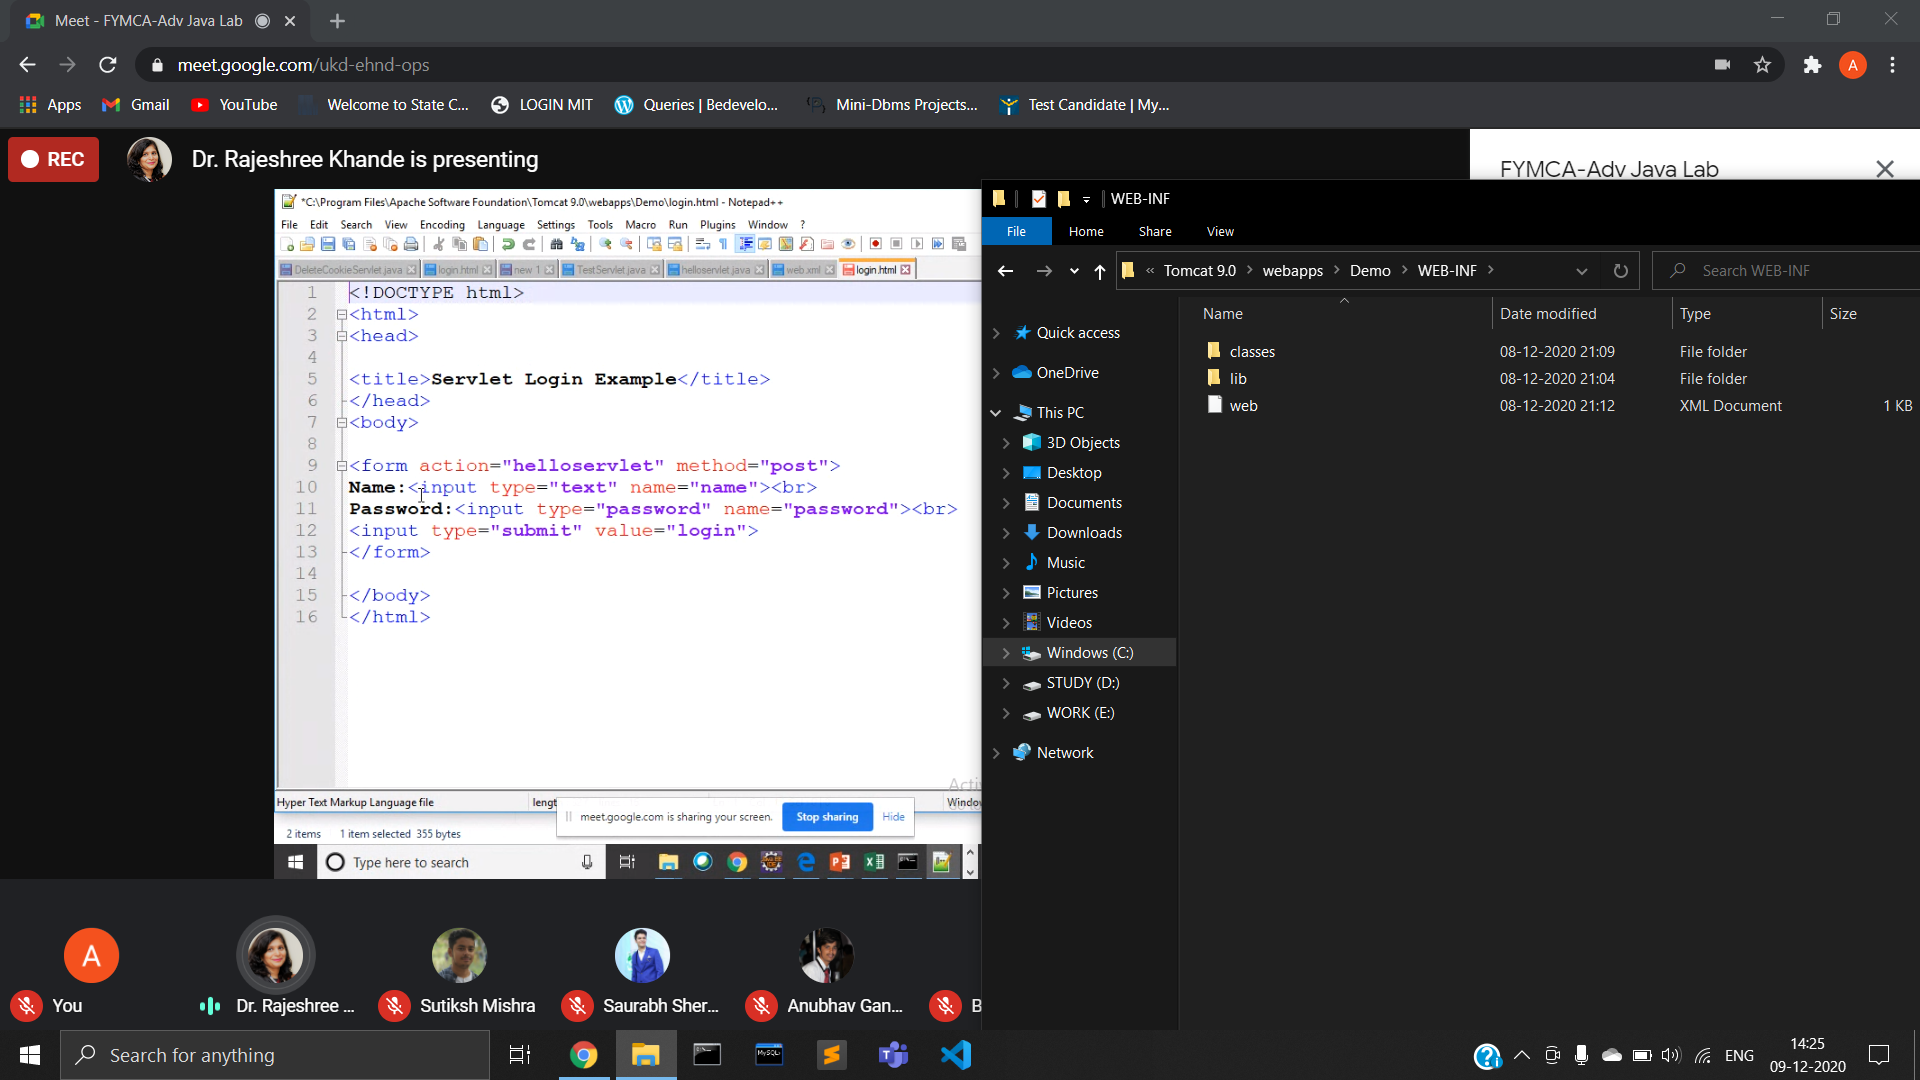 Meet - FYMCA-Adv Java Lab
meet.google.com/ukd-ehnd-ops
A
Apps
Gmail
YouTube
Welcome to State C...
LOGIN MIT
Queries | Bedevelo...
Mini-Dbms Projects...
Test Candidate | My...
REC
Dr. Rajeshree Khande is presenting
FYMCA-Adv Java Lab
*C:\Program Files\Apache Software Foundation\Tomcat 9.0\webapps\Demo\login.html - Notepad++
File Edit Search View Encoding Language Settings Tools Macro Run Plugins Window ?
DeleteCookieServlet.java login.html new 1 TestServlet.java helloservlet.java web.xml login.html
1 <!DOCTYPE html>
2 <html>
3 <head>
4
5 <title>Servlet Login Example</title>
6 </head>
7 <body>
8
9 <form action="helloservlet" method="post">
10 Name:<input type="text" name="name"><br>
11 Password:<input type="password" name="password"><br>
12 <input type="submit" value="login">
13 </form>
14
15 </body>
16 </html>
Acti
Hyper Text Markup Language file
lengt
Windo
meet.google.com is sharing your screen.
Stop sharing
Hide
2 items 1 item selected 355 bytes
Type here to search
WEB-INF
File Home Share View
« Tomcat 9.0 > webapps > Demo > WEB-INF >
Search WEB-INF
Name Date modified Type Size
classes 08-12-2020 21:09 File folder
lib 08-12-2020 21:04 File folder
web 08-12-2020 21:12 XML Document 1 KB
Quick access
OneDrive
This PC
3D Objects
Desktop
Documents
Downloads
Music
Pictures
Videos
Windows (C:)
STUDY (D:)
WORK (E:)
Network
A
You
Dr. Rajeshree ...
Sutiksh Mishra
Saurabh Sher...
Anubhav Gan...
B
Search for anything
MySQL
ENG
14:25
09-12-2020